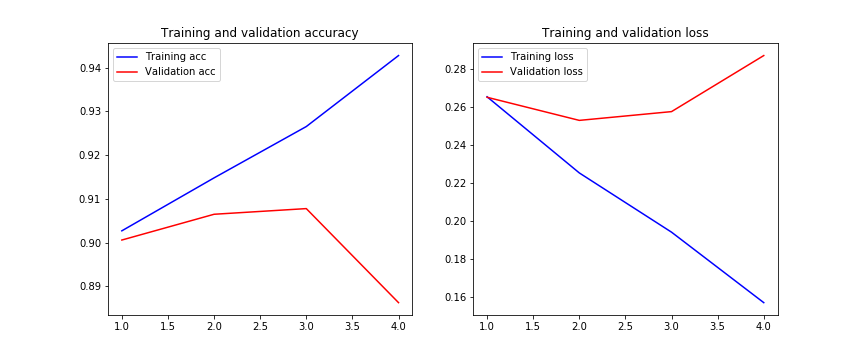 Training and validation accuracy
Training acc
Validation acc
0.94
0.93
0.92
0.91
0.90
0.89
1.0 1.5 2.0 2.5 3.0 3.5 4.0
Training and validation loss
Training loss
Validation loss
0.28
0.26
0.24
0.22
0.20
0.18
0.16
1.0 1.5 2.0 2.5 3.0 3.5 4.0